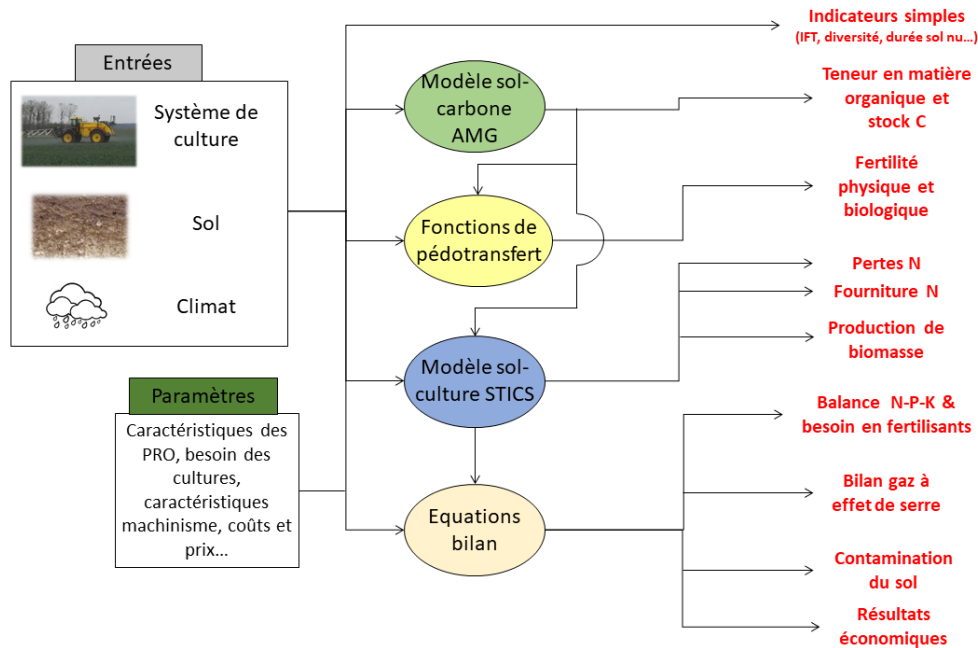 Entrées
Système de
culture
Sol
Climat
Paramètres
Caractéristiques des
PRO, besoin des
cultures,
caractéristiques
machinisme, coûts et
prix...
Modèle sol-
carbone
AMG
Fonctions de
pédotransfert
Modèle sol-
culture STICS
Equations
bilan
Indicateurs simples
(IFT, diversité, durée sol nu...)
Teneur en matière
organique et
stock C
Fertilité
physique et
biologique
Pertes N
Fourniture N
Production de
biomasse
Balance N-P-K &
besoin en fertilisants
Bilan gaz à
effet de serre
Contamination
du sol
Résultats
économiques